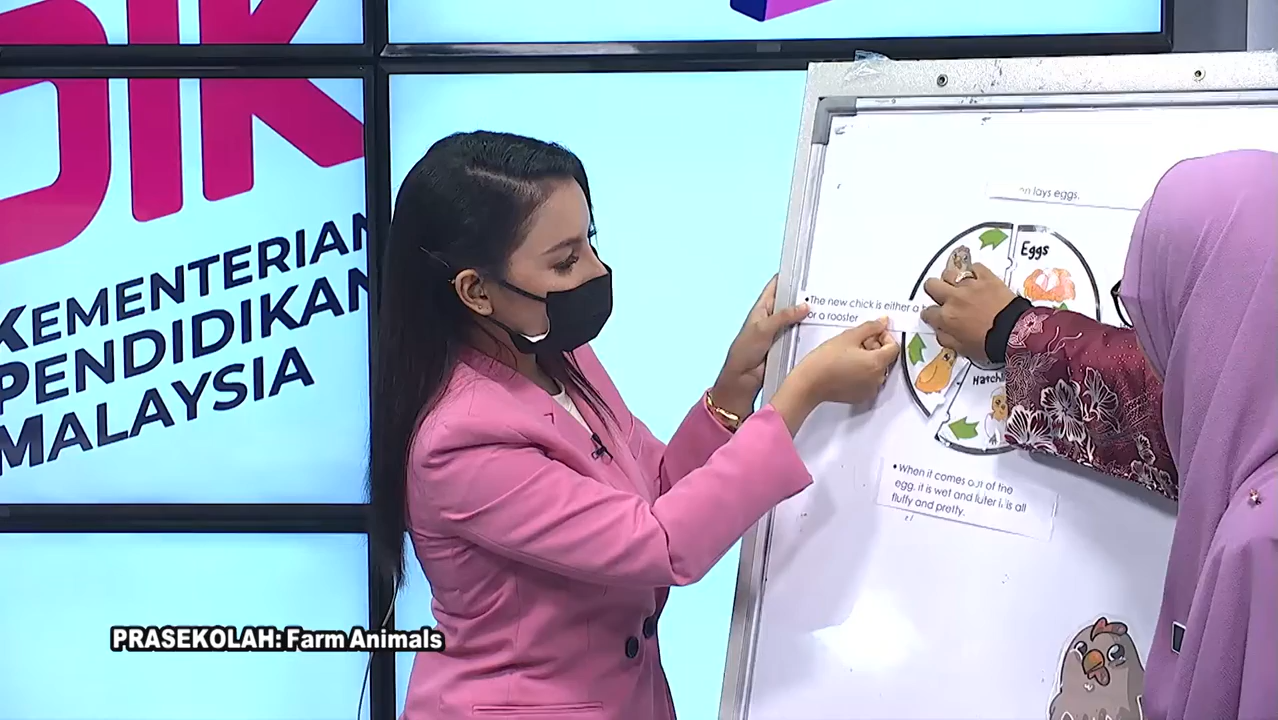 DIK
KEMENTERIAN
PENDIDIKAN
MALAYSIA
lays eggs.
Eggs
•The new chick is either a
or a rooster
•When it comes out of the
egg, it is wet and later it is all
fluffy and pretty.
PRASEKOLAH: Farm Animals